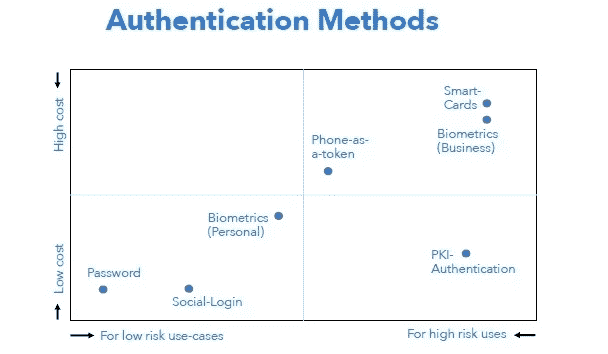 Authentication Methods
High cost
Low cost
Smart-
Cards
Biometrics
(Business)
Phone-as-
a-token
Biometrics
(Personal)
PKI-
Authentication
Password
Social-Login
For low risk use-cases
For high risk uses